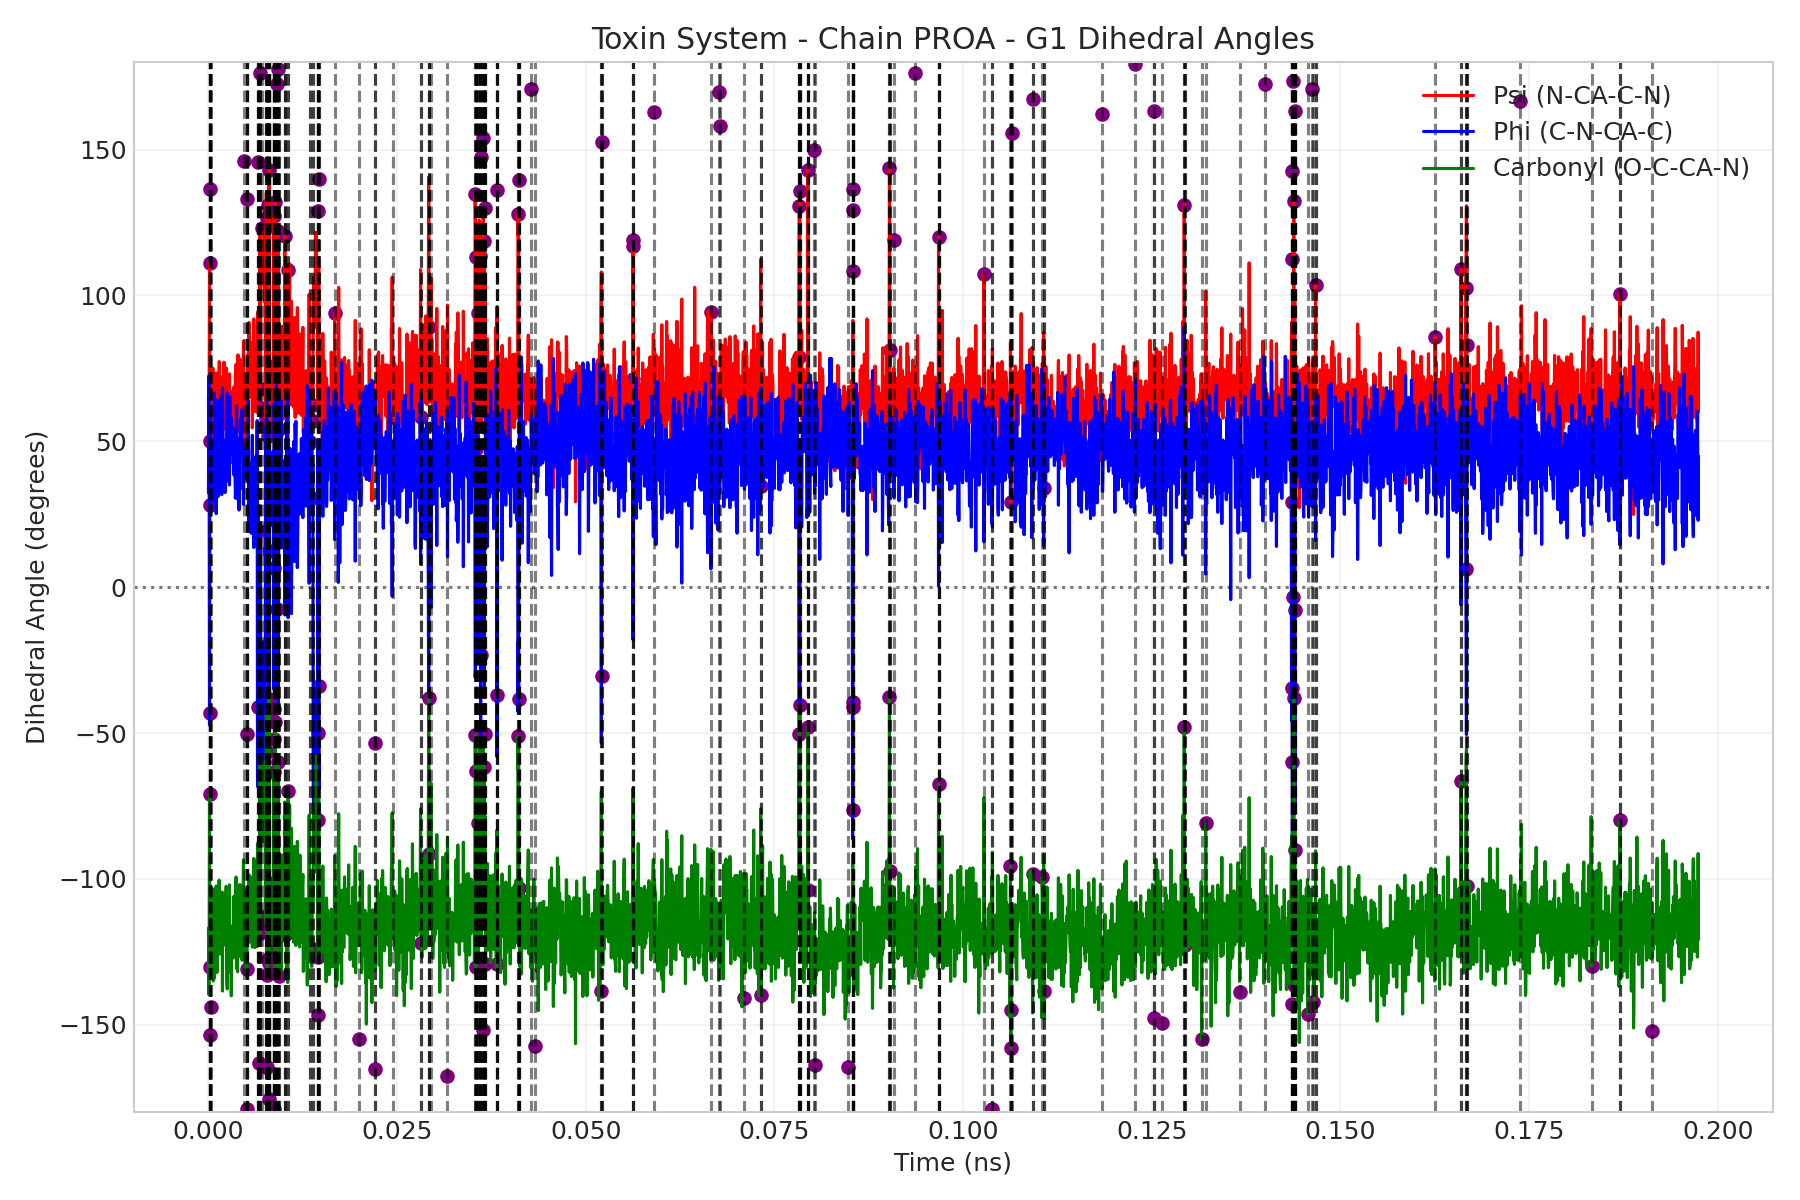 Toxin System - Chain PROA - G1 Dihedral Angles
Psi (N-CA-C-N)
Phi (C-N-CA-C)
Carbonyl (O-C-CA-N)
Dihedral Angle (degrees)
150
100
50
0
−50
−100
−150
0.000 0.025 0.050 0.075 0.100 0.125 0.150 0.175 0.200
Time (ns)